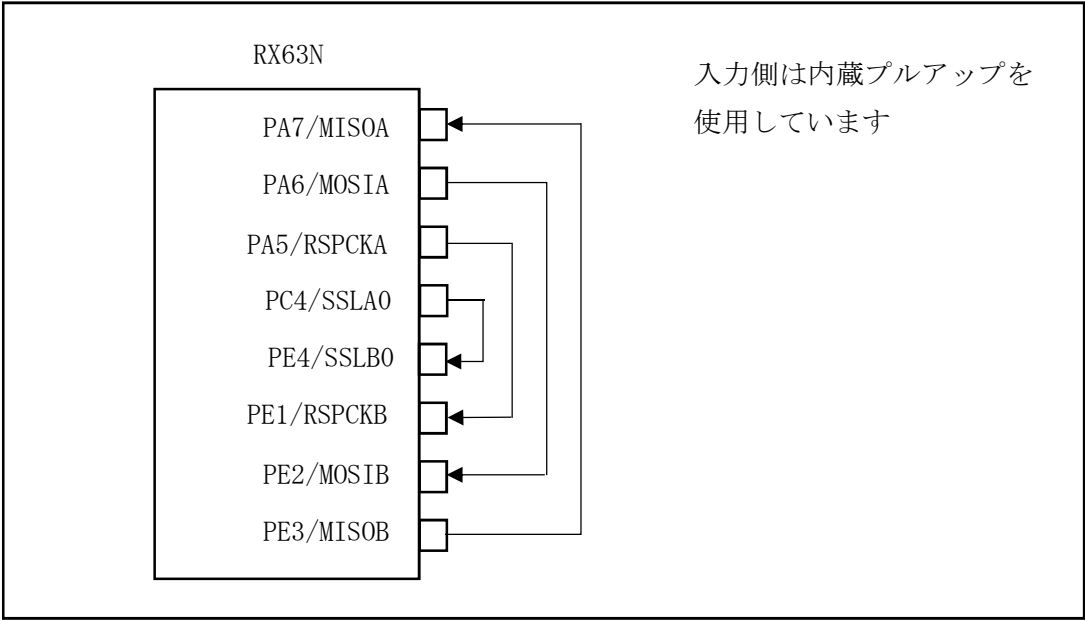 RX63N
入力側は内蔵プルアップを
使用しています
PA7/MISOA
PA6/MOSIA
PA5/RSPCKA
PC4/SSLA0
PE4/SSLB0
PE1/RSPCKB
PE2/MOSIB
PE3/MISOB